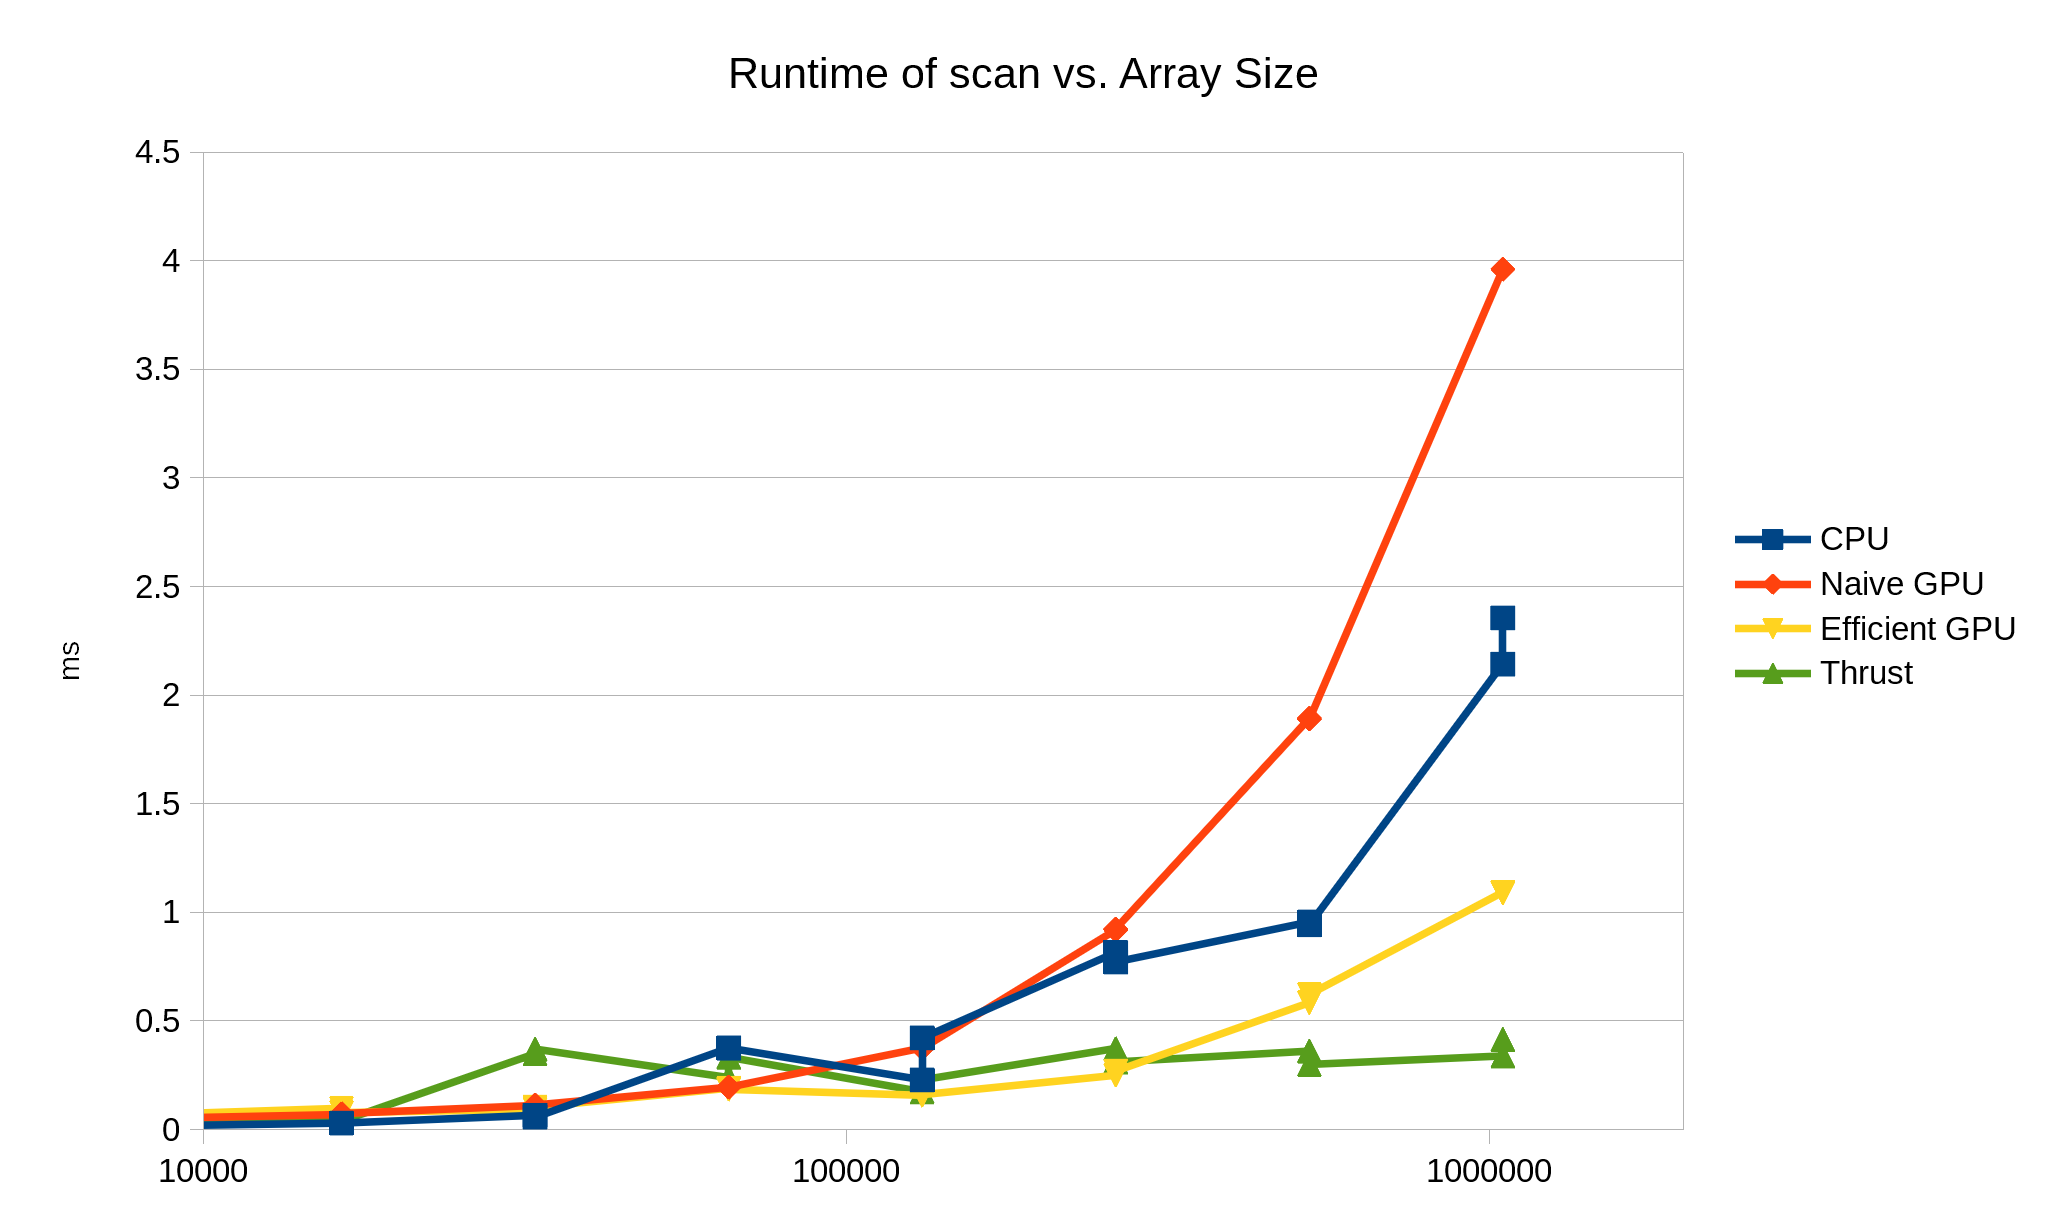 Runtime of scan vs. Array Size
4.5
4
3.5
3
2.5
2
1.5
1
0.5
0
ms
10000
100000
1000000
CPU
Naive GPU
Efficient GPU
Thrust